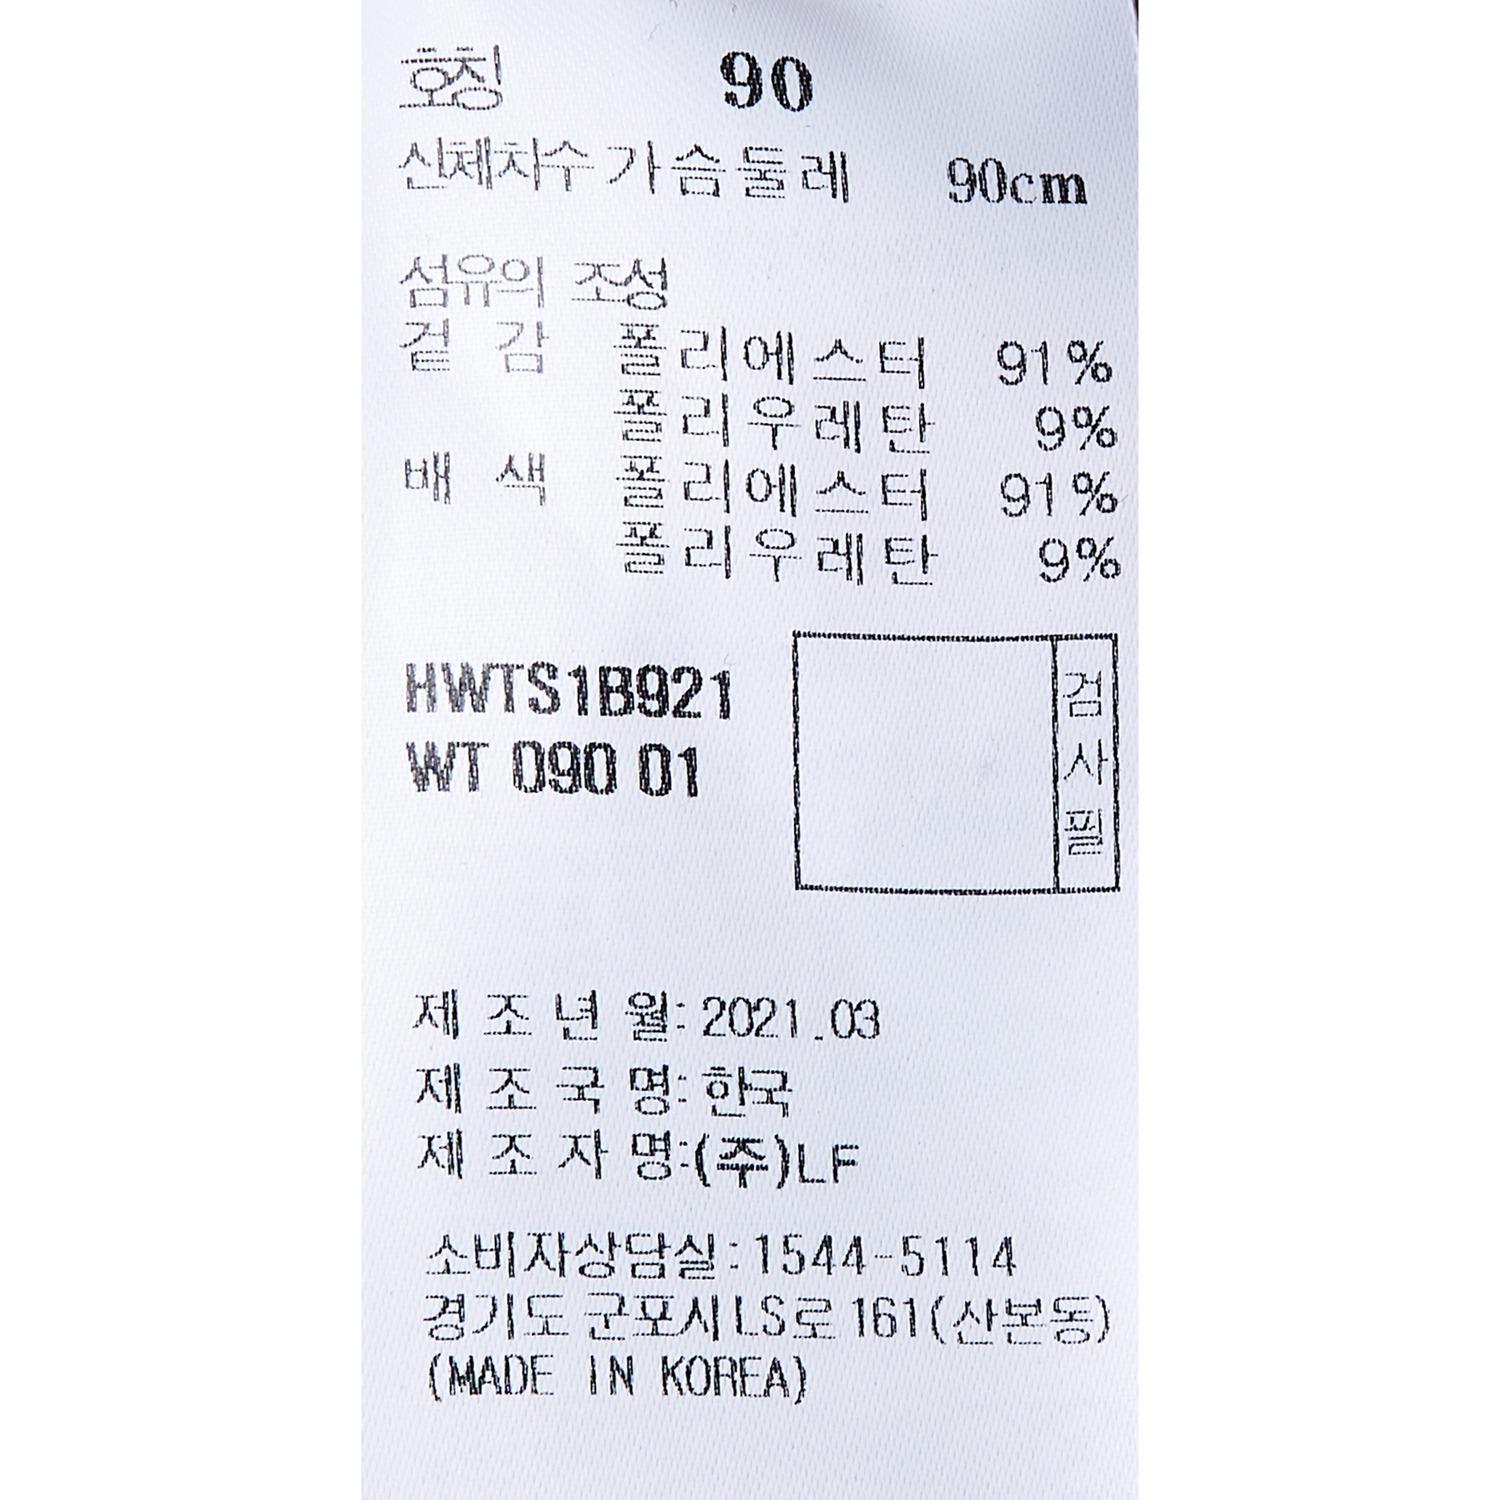 호칭 90
신체치수 가슴둘레 90cm
섬유의 조성
겉 감 폴리에스터 91%
폴리우레탄 9%
배 색 폴리에스터 91%
폴리우레탄 9%
HWTS1B921
WT 090 01
검사필
제 조 년 월: 2021.03
제 조 국 명: 한국
제 조 자 명:(주)LF
소비자상담실:1544-5114
경기도 군포시 LS로 161(산본동)
(MADE IN KOREA)